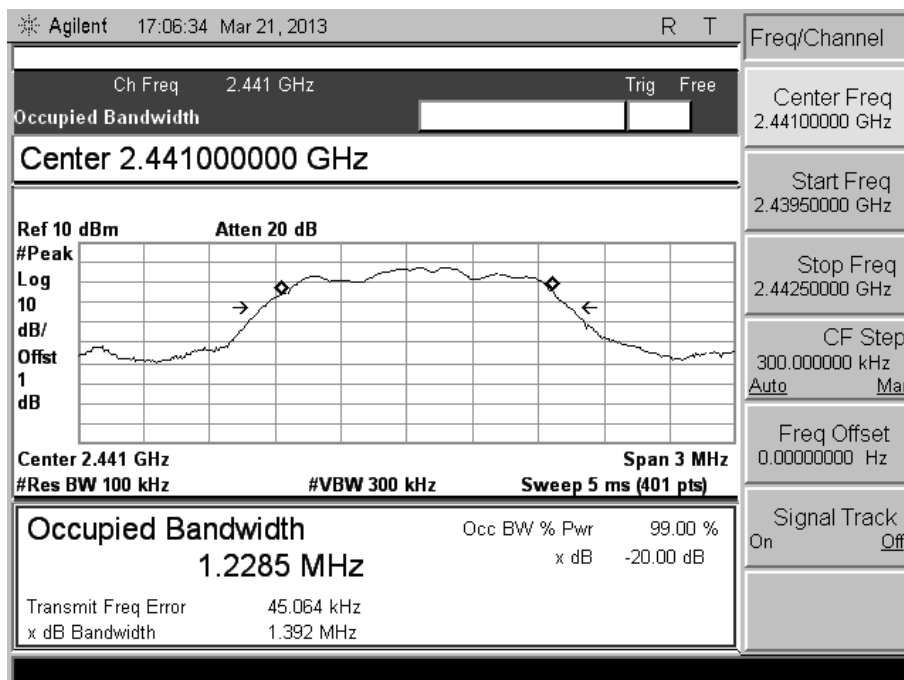 Agilent 17:06:34 Mar 21, 2013 R T
Freq/Channel
Ch Freq 2.441 GHz Trig Free
Occupied Bandwidth
Center 2.441000000 GHz
Center Freq
2.44100000 GHz
Start Freq
2.43950000 GHz
Stop Freq
2.44250000 GHz
CF Step
300.000000 kHz
Auto Man
Freq Offset
0.00000000 Hz
Signal Track
On Off
Ref 10 dBm Atten 20 dB
#Peak
Log
10
dB/
Offst
1
dB
Center 2.441 GHz Span 3 MHz
#Res BW 100 kHz #VBW 300 kHz Sweep 5 ms (401 pts)
Occupied Bandwidth
1.2285 MHz
Occ BW % Pwr 99.00 %
x dB -20.00 dB
Transmit Freq Error 45.064 kHz
x dB Bandwidth 1.392 MHz